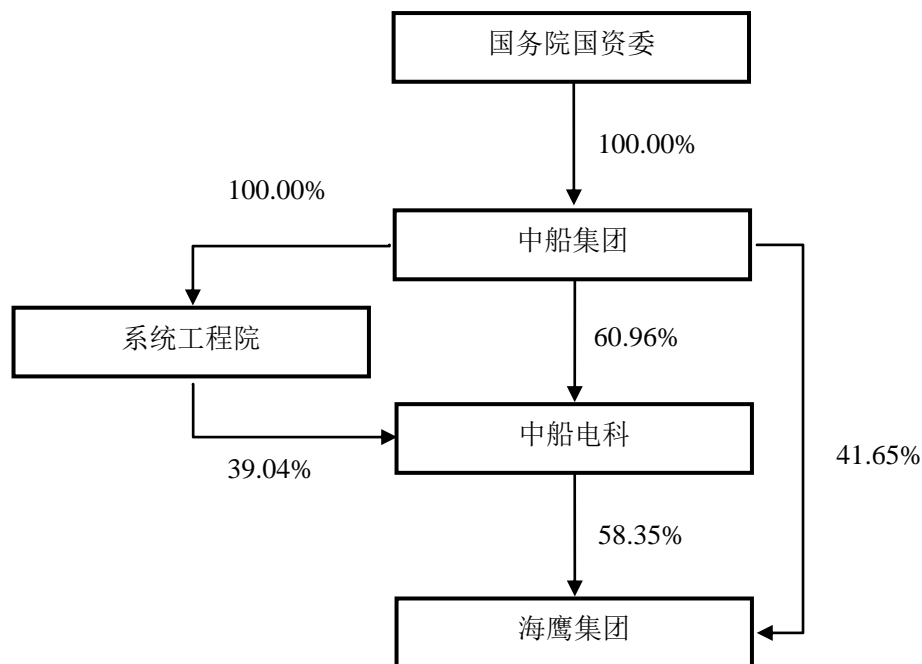 国务院国资委
100.00%
100.00%
中船集团
系统工程院
60.96%
中船电科
39.04%
41.65%
58.35%
海鹰集团